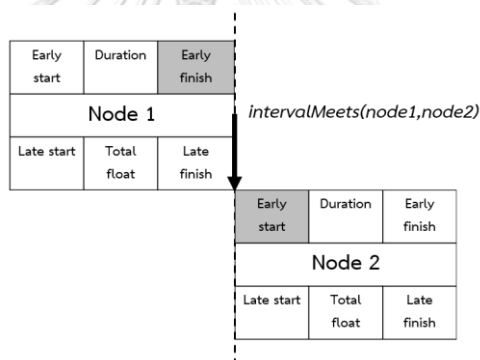 Early Duration Early
start finish
Node 1
intervalMeets(node1,node2)
Late start Total Late
float finish
Early Duration Early
start finish
Node 2
Late start Total Late
float finish